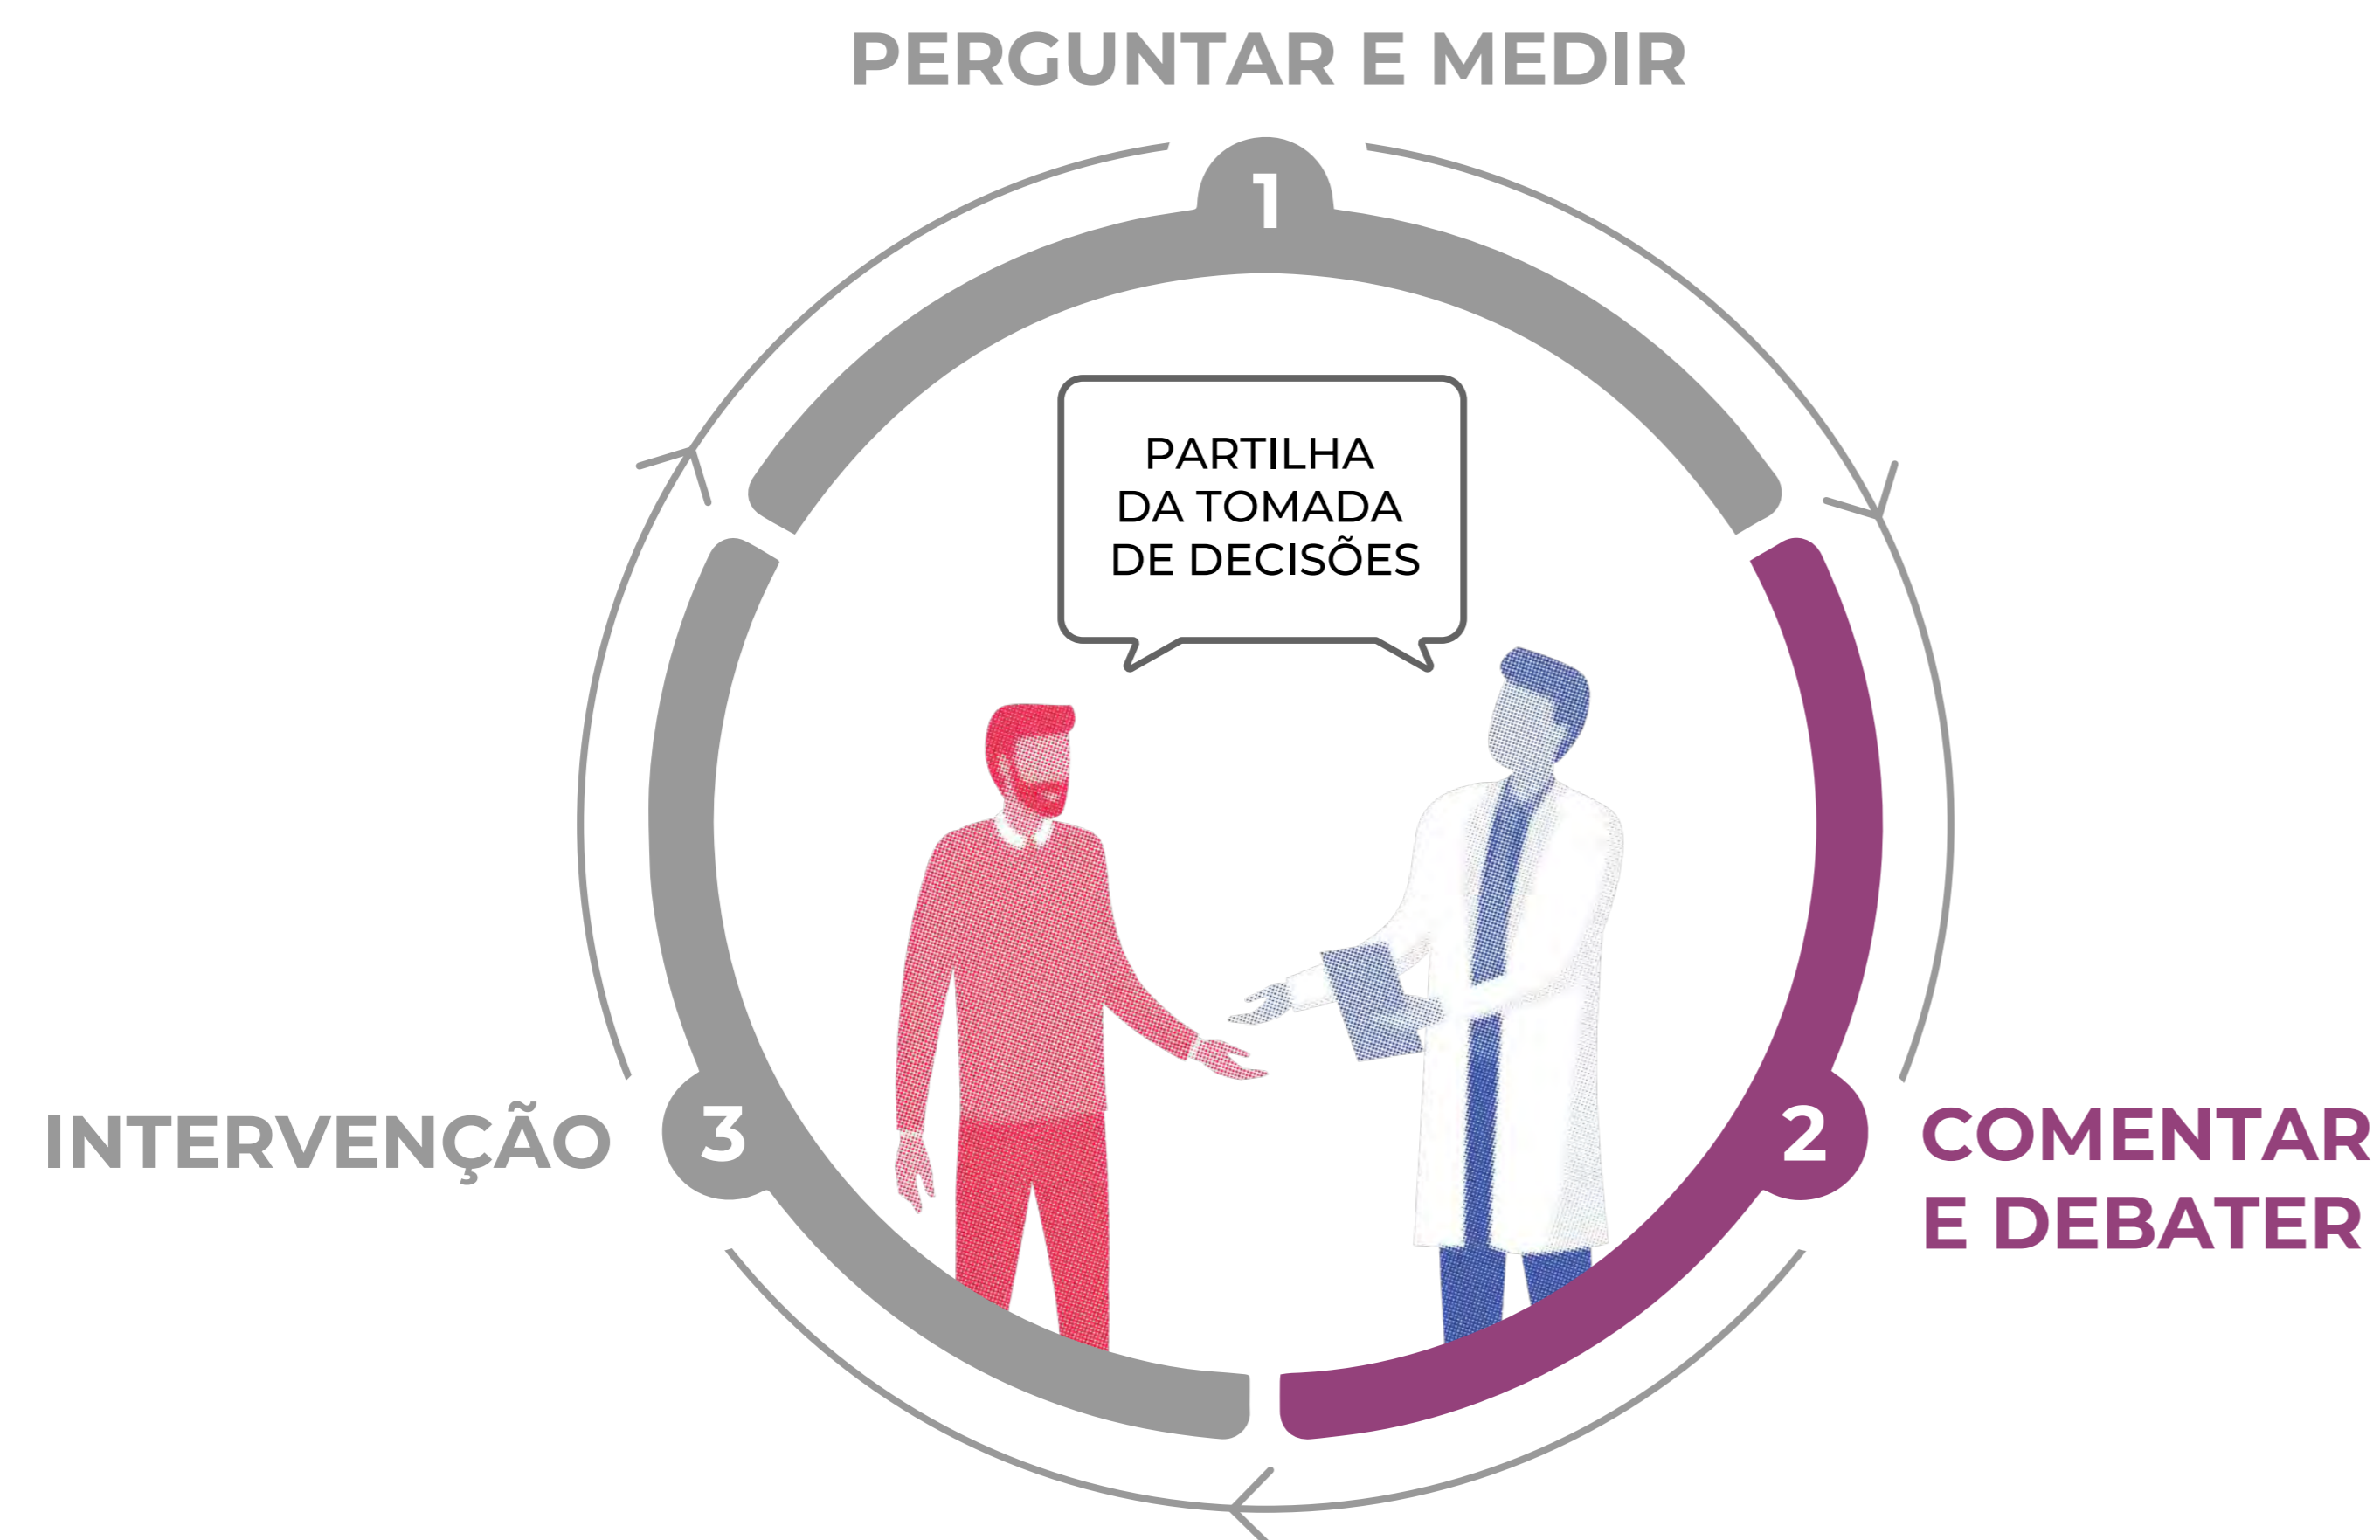 PERGUNTAR E MEDIR
1
PARTILHA
DA TOMADA
DE DECISÕES
INTERVENÇÃO
3
2
COMENTAR
E DEBATER